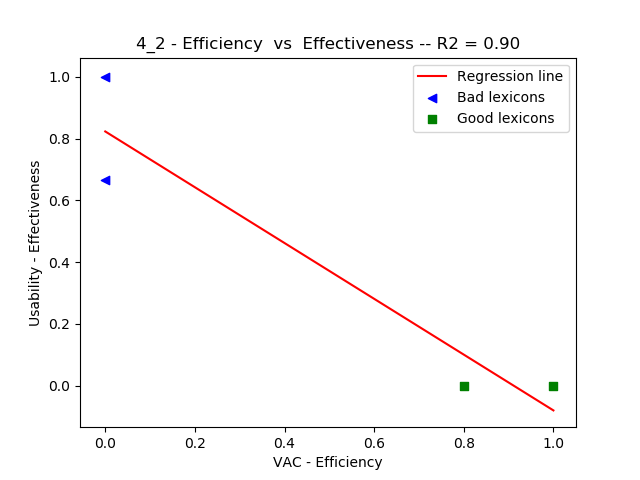 4_2 - Efficiency  vs  Effectiveness -- R2 = 0.90
Regression line
Bad lexicons
Good lexicons
Usability - Effectiveness
1.0
0.8
0.6
0.4
0.2
0.0
0.0 0.2 0.4 0.6 0.8 1.0
VAC - Efficiency